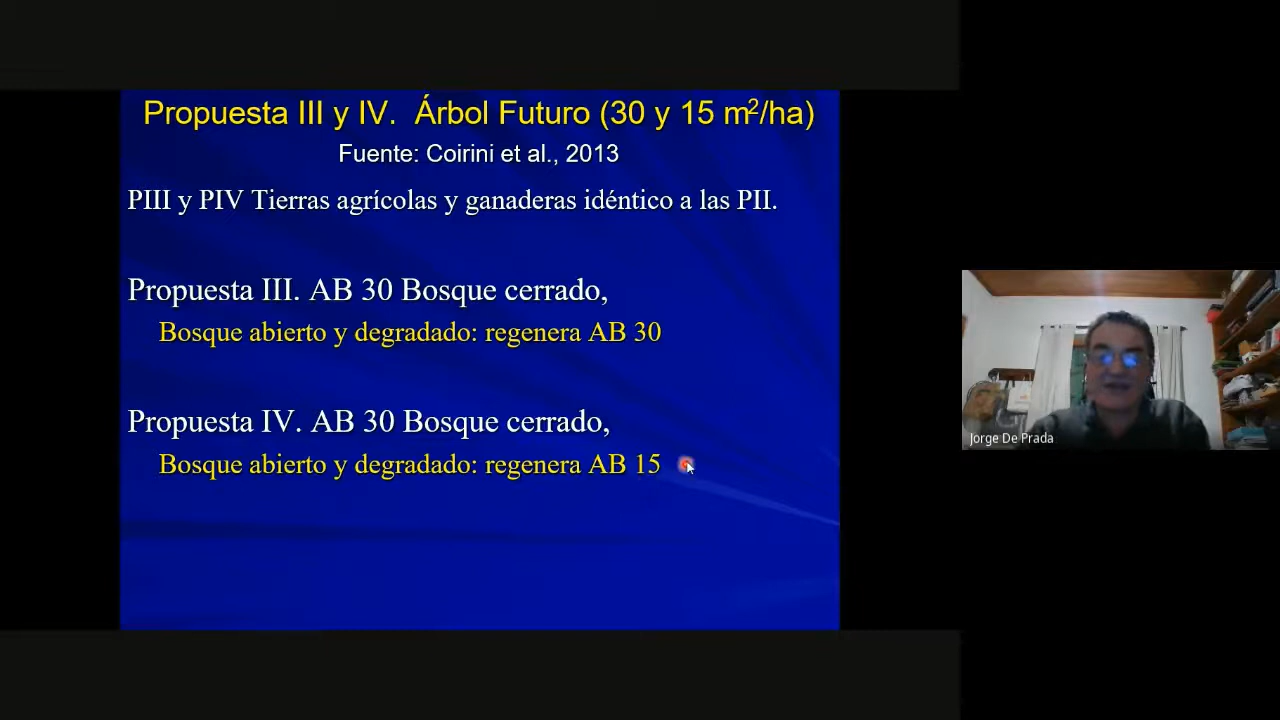 Propuesta III y IV. Árbol Futuro (30 y 15 m²/ha)
Fuente: Coirini et al., 2013
PIII y PIV Tierras agrícolas y ganaderas idéntico a las PII.
Propuesta III. AB 30 Bosque cerrado,
Bosque abierto y degradado: regenera AB 30
Propuesta IV. AB 30 Bosque cerrado,
Bosque abierto y degradado: regenera AB 15
Jorge De Prada